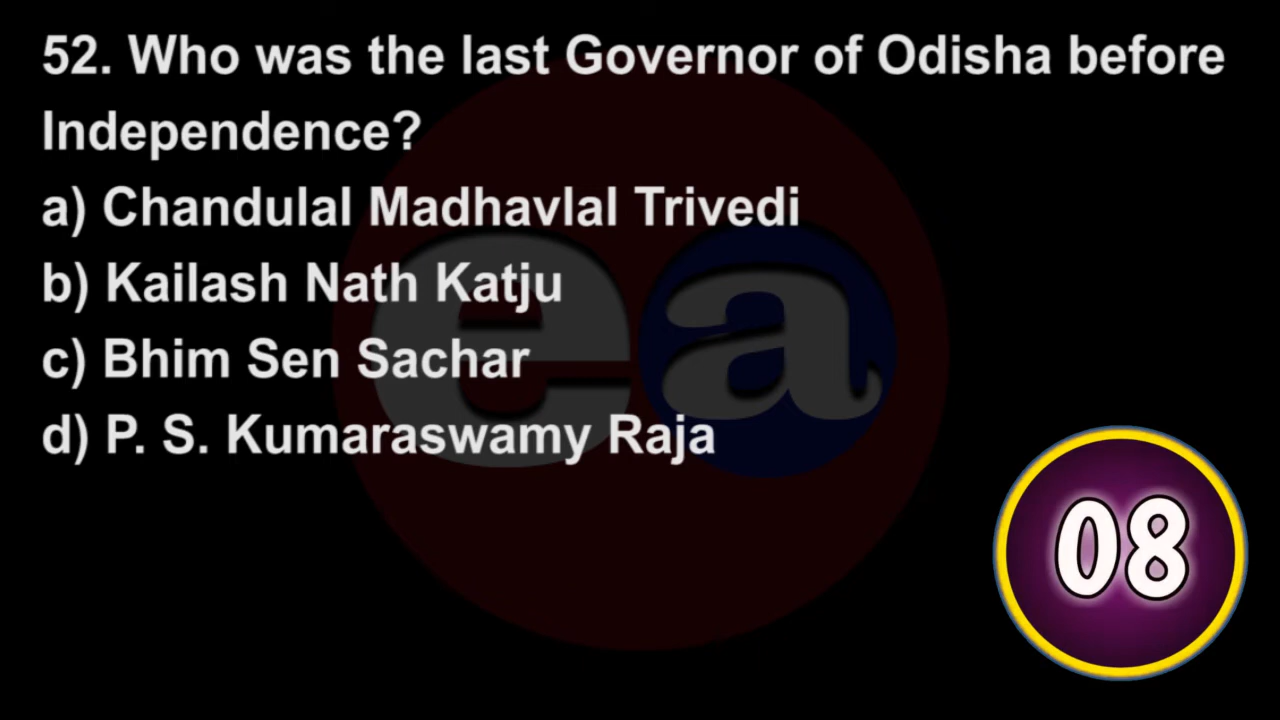 52. Who was the last Governor of Odisha before
Independence?
a) Chandulal Madhavlal Trivedi
b) Kailash Nath Katju
c) Bhim Sen Sachar
d) P. S. Kumaraswamy Raja
ea
08